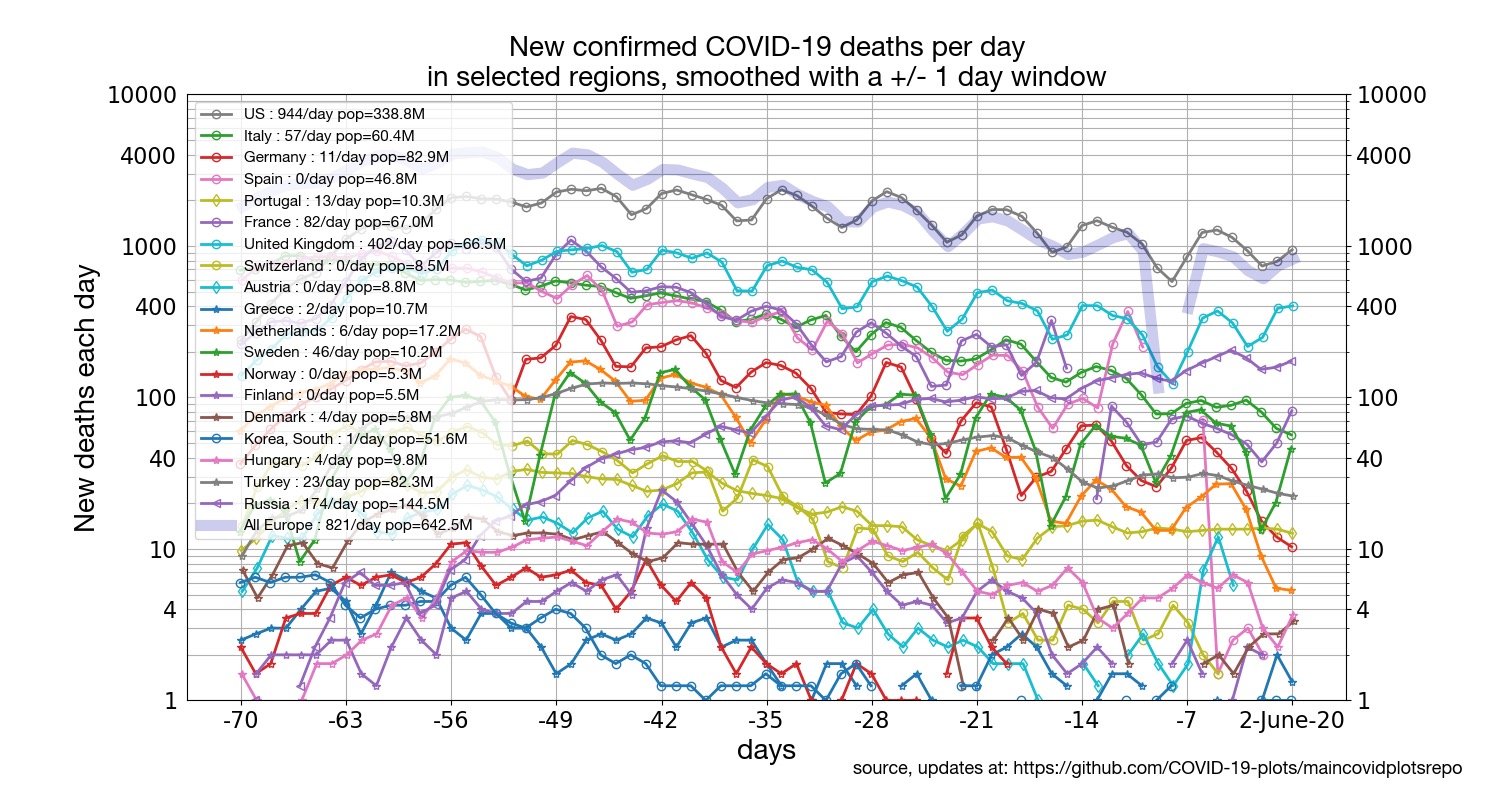 New confirmed COVID-19 deaths per day
in selected regions, smoothed with a +/- 1 day window
10000
4000
1000
400
100
40
10
4
1
New deaths each day
US : 944/day pop=338.8M
Italy : 57/day pop=60.4M
Germany : 11/day pop=82.9M
Spain : 0/day pop=46.8M
Portugal : 13/day pop=10.3M
France : 82/day pop=67.0M
United Kingdom : 402/day pop=66.5M
Switzerland : 0/day pop=8.5M
Austria : 0/day pop=8.8M
Greece : 2/day pop=10.7M
Netherlands : 6/day pop=17.2M
Sweden : 46/day pop=10.2M
Norway : 0/day pop=5.3M
Finland : 0/day pop=5.5M
Denmark : 4/day pop=5.8M
Korea, South : 1/day pop=51.6M
Hungary : 4/day pop=9.8M
Turkey : 23/day pop=82.3M
Russia : 174/day pop=144.5M
All Europe : 821/day pop=642.5M
10000
4000
1000
400
100
40
10
4
1
-70 -63 -56 -49 -42 -35 -28 -21 -14 -7 2-June-20
days
source, updates at: https://github.com/COVID-19-plots/maincovidplotsrepo